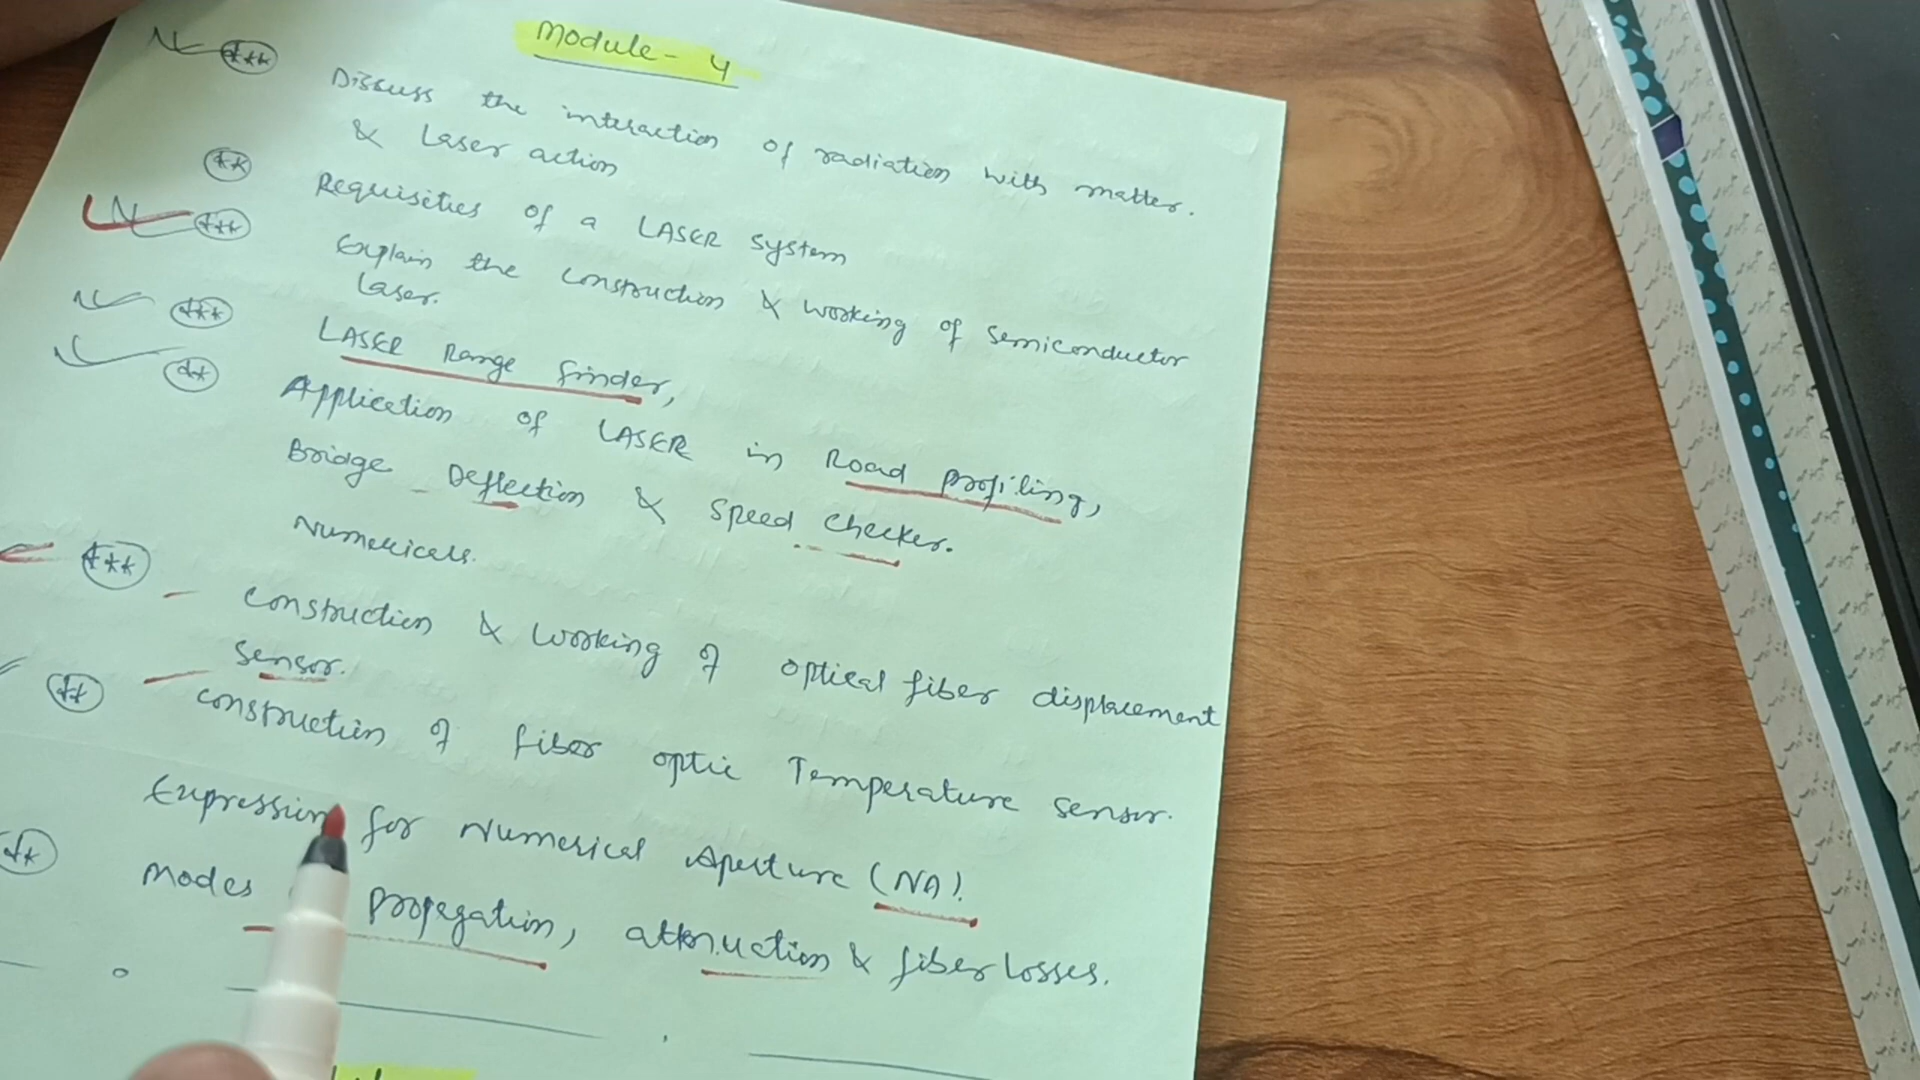 Module - 4
*** Discuss the interaction of radiation with matter.
& Laser action
** Requisities of a LASER system
*** Explain the construction & working of semiconductor
Laser.
*** LASER Range finder,
** Application of LASER in Road profiling,
Bridge Deflection & Speed checker.
Numericals.
*** - construction & working of optical fiber displacement
sensor.
** - construction of fiber optic Temperature sensor.
Expression for Numerical Aperture (NA).
Modes propagation, attenuation & fiber losses.